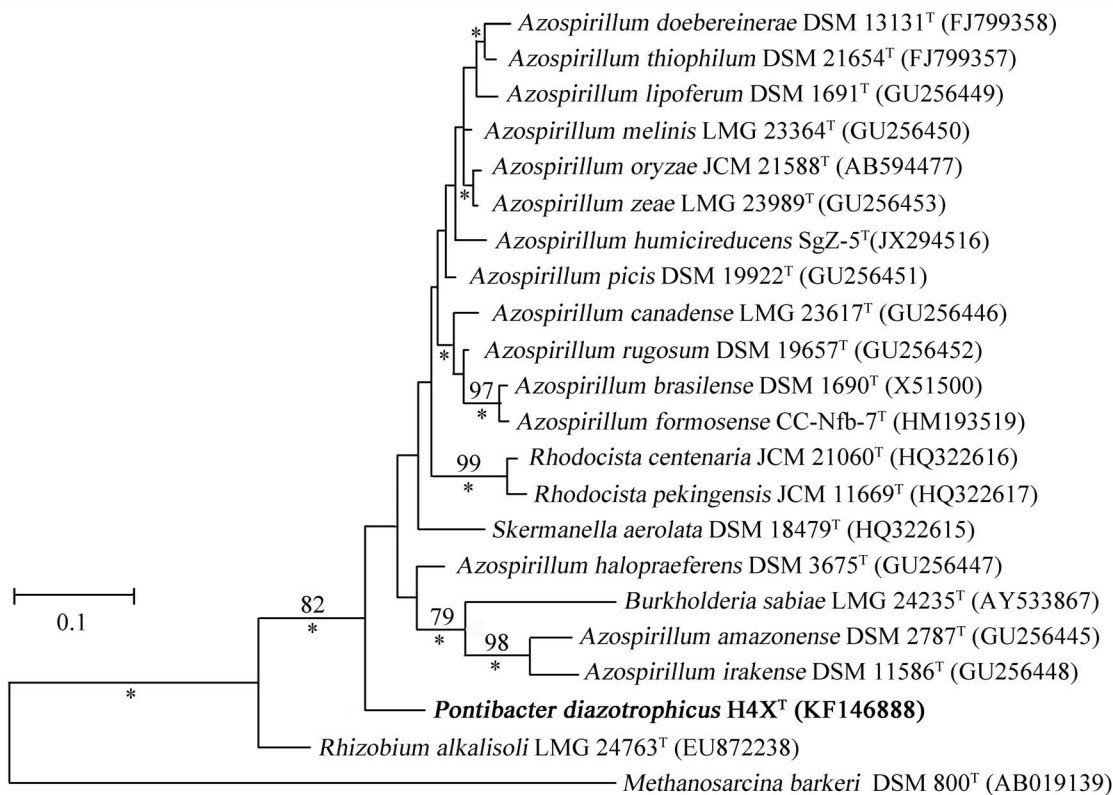 *
Azospirillum doebereinerae DSM 13131ᵀ (FJ799358)
Azospirillum thiophilum DSM 21654ᵀ (FJ799357)
Azospirillum lipoferum DSM 1691ᵀ (GU256449)
Azospirillum melinis LMG 23364ᵀ (GU256450)
Azospirillum oryzae JCM 21588ᵀ (AB594477)
*
Azospirillum zeae LMG 23989ᵀ (GU256453)
Azospirillum humicireducens SgZ-5ᵀ(JX294516)
Azospirillum picis DSM 19922ᵀ (GU256451)
Azospirillum canadense LMG 23617ᵀ (GU256446)
*
Azospirillum rugosum DSM 19657ᵀ (GU256452)
97
*
Azospirillum brasilense DSM 1690ᵀ (X51500)
Azospirillum formosense CC-Nfb-7ᵀ (HM193519)
99
*
Rhodocista centenaria JCM 21060ᵀ (HQ322616)
Rhodocista pekingensis JCM 11669ᵀ (HQ322617)
Skermanella aerolata DSM 18479ᵀ (HQ322615)
Azospirillum halopraeferens DSM 3675ᵀ (GU256447)
0.1
82
*
79
*
Burkholderia sabiae LMG 24235ᵀ (AY533867)
98
*
Azospirillum amazonense DSM 2787ᵀ (GU256445)
Azospirillum irakense DSM 11586ᵀ (GU256448)
*
Pontibacter diazotrophicus H4Xᵀ (KF146888)
Rhizobium alkalisoli LMG 24763ᵀ (EU872238)
Methanosarcina barkeri DSM 800ᵀ (AB019139)